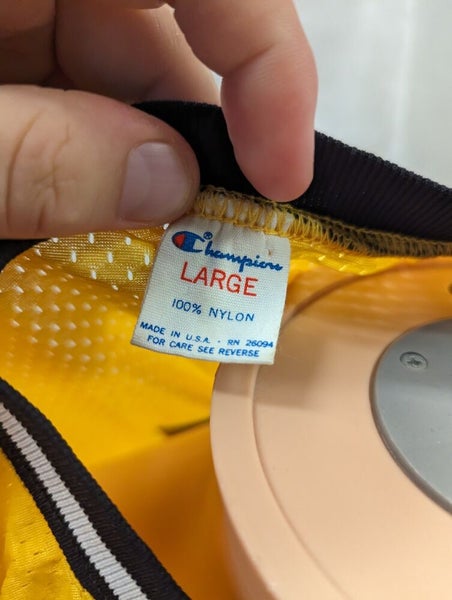 Champion
LARGE
100% NYLON
MADE IN U.S.A. - RN 26094
FOR CARE SEE REVERSE